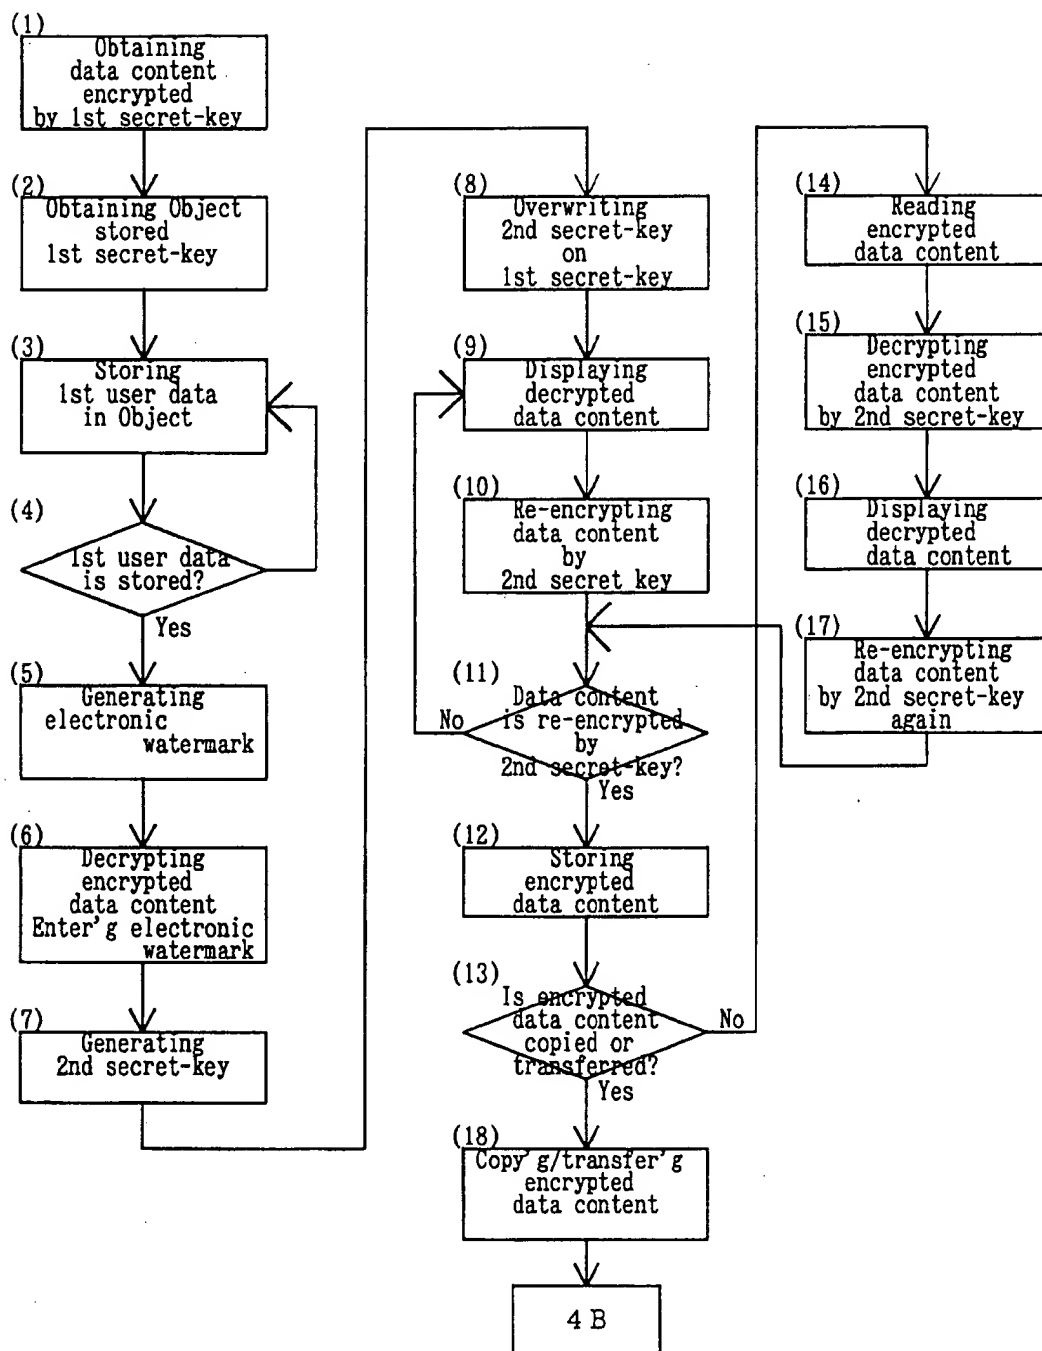 (1)
Obtaining
data content
encrypted
by 1st secret-key
(2)
Obtaining Object
stored
1st secret-key
(3)
Storing
1st user data
in Object
(4)
1st user data
is stored?
Yes
(5)
Generating
electronic
watermark
(6)
Decrypting
encrypted
data content
Enter'g electronic
watermark
(7)
Generating
2nd secret-key
(8)
Overwriting
2nd secret-key
on
1st secret-key
(9)
Displaying
decrypted
data content
(10)
Re-encrypting
data content
by
2nd secret key
(11)
Data content
is re-encrypted
by
2nd secret-key?
No
Yes
(12)
Storing
encrypted
data content
(13)
Is encrypted
data content
copied or
transferred?
No
Yes
(18)
Copy'g/transfer'g
encrypted
data content
4B
(14)
Reading
encrypted
data content
(15)
Decrypting
encrypted
data content
by 2nd secret-key
(16)
Displaying
decrypted
data content
(17)
Re-encrypting
data content
by 2nd secret-key
again